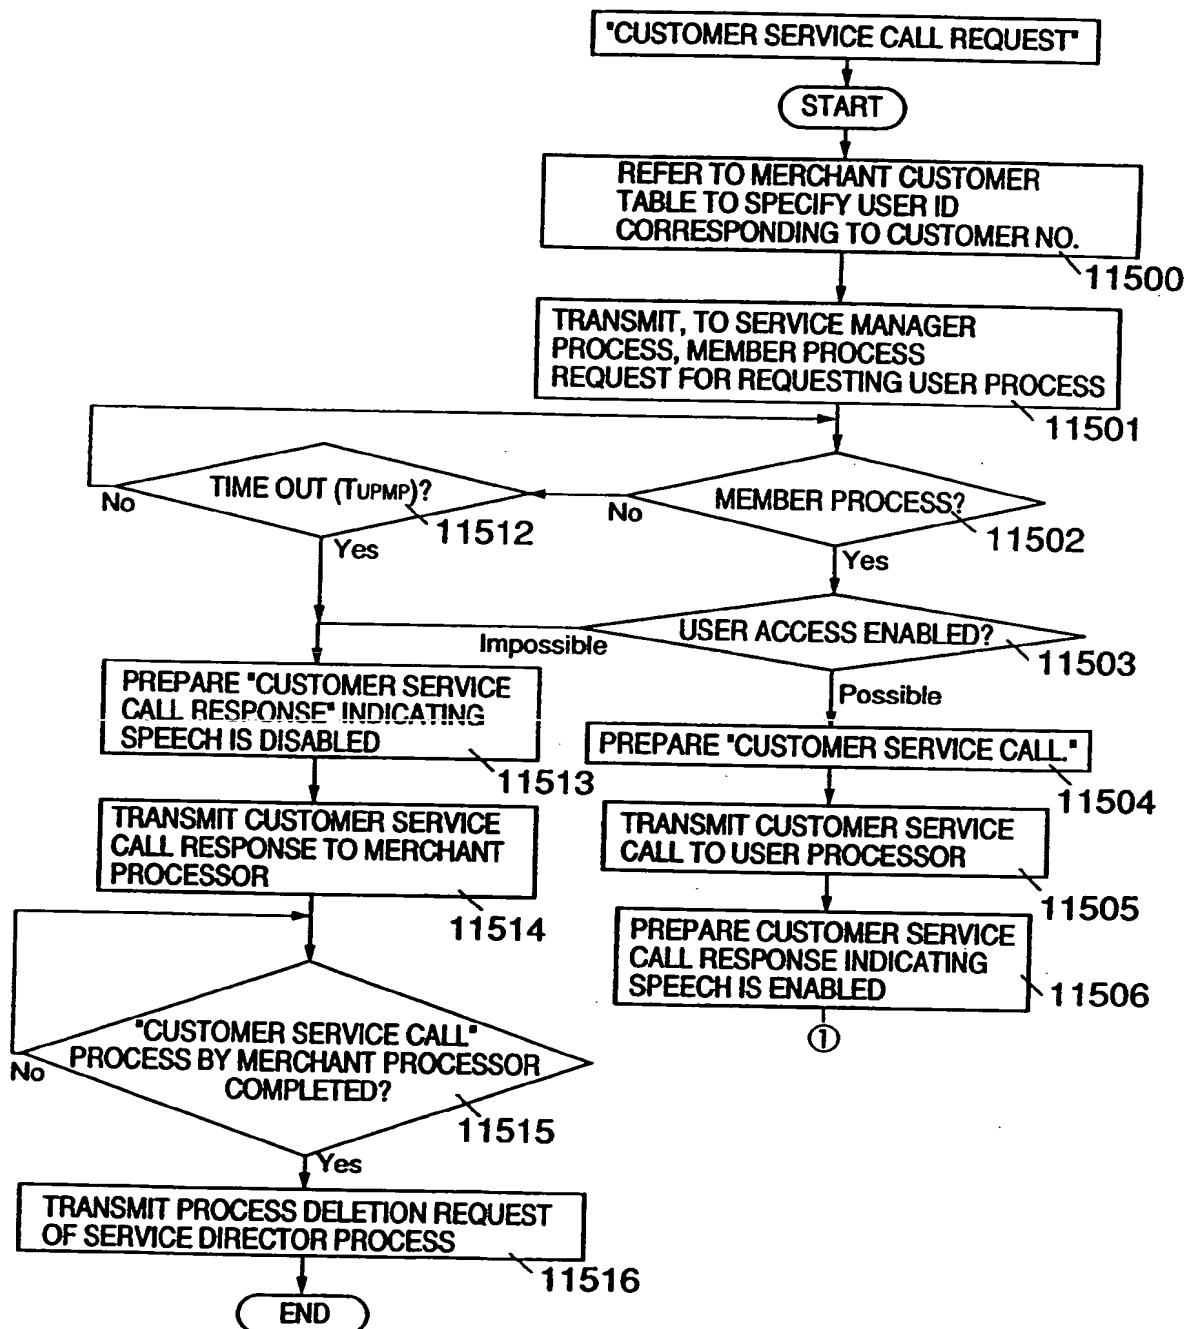 "CUSTOMER SERVICE CALL REQUEST"
START
REFER TO MERCHANT CUSTOMER
TABLE TO SPECIFY USER ID
CORRESPONDING TO CUSTOMER NO.
11500
TRANSMIT, TO SERVICE MANAGER
PROCESS, MEMBER PROCESS
REQUEST FOR REQUESTING USER PROCESS
11501
TIME OUT (TUPMP)?
No
11512
Yes
MEMBER PROCESS?
No
11502
Yes
USER ACCESS ENABLED?
Impossible
11503
Possible
PREPARE "CUSTOMER SERVICE
CALL RESPONSE" INDICATING
SPEECH IS DISABLED
11513
PREPARE "CUSTOMER SERVICE CALL."
11504
TRANSMIT CUSTOMER SERVICE
CALL RESPONSE TO MERCHANT
PROCESSOR
11514
TRANSMIT CUSTOMER SERVICE
CALL TO USER PROCESSOR
11505
PREPARE CUSTOMER SERVICE
CALL RESPONSE INDICATING
SPEECH IS ENABLED
11506
①
"CUSTOMER SERVICE CALL"
PROCESS BY MERCHANT PROCESSOR
COMPLETED?
No
11515
Yes
TRANSMIT PROCESS DELETION REQUEST
OF SERVICE DIRECTOR PROCESS
11516
END